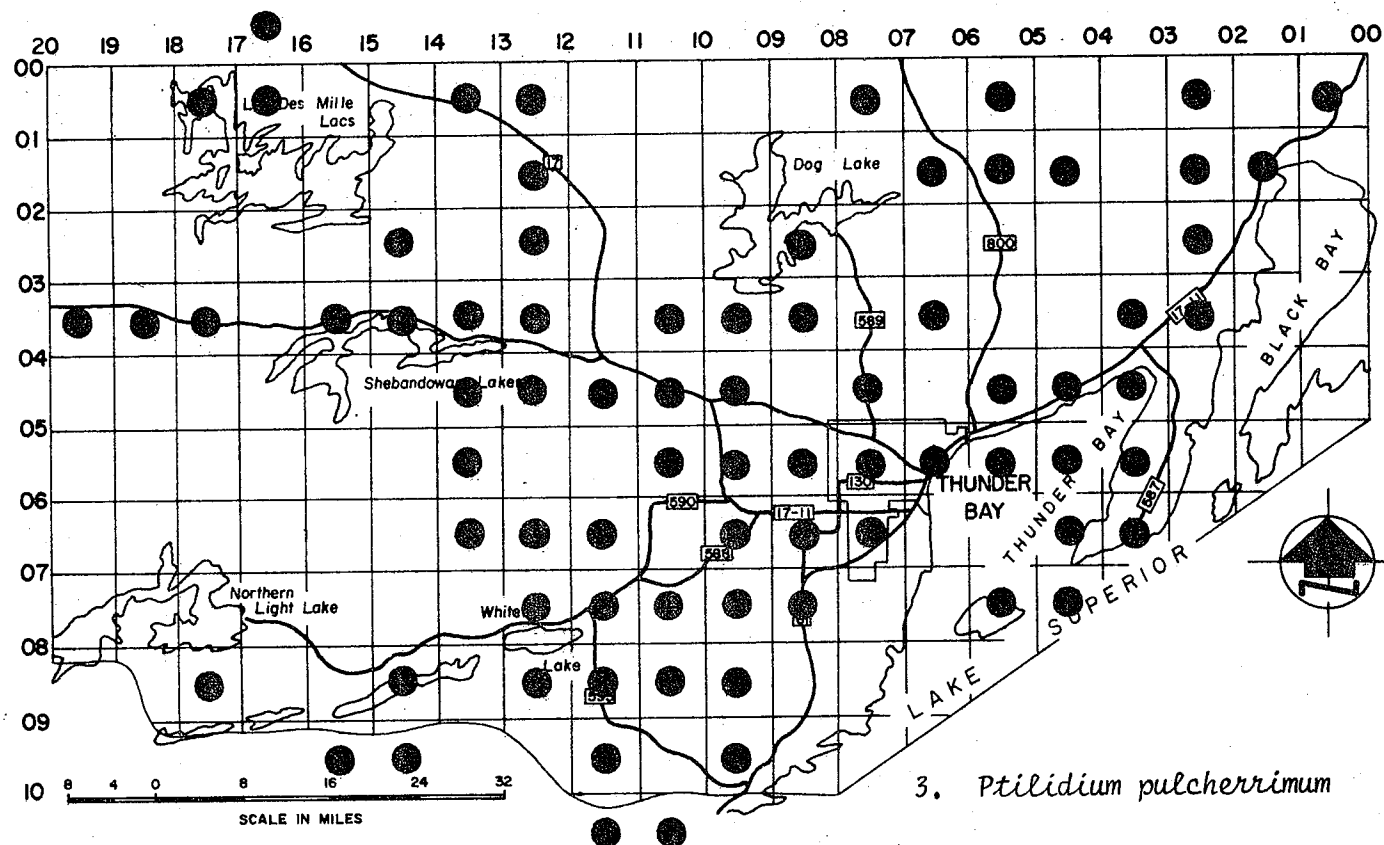 20 19 18 17 16 15 14 13 12 11 10 09 08 07 06 05 04 03 02 01 00
00
01
02
03
04
05
06
07
08
09
10
Des Mille
Lacs
17
Dog Lake
800
589
17-11
BLACK BAY
Shebandowan Lakes
THUNDER BAY
130
THUNDER
BAY
587
590
17-11
588
Northern
Light Lake
White
Lake
61
593
LAKE SUPERIOR
8 4 0 8 16 24 32
SCALE IN MILES
3. Ptilidium pulcherrimum